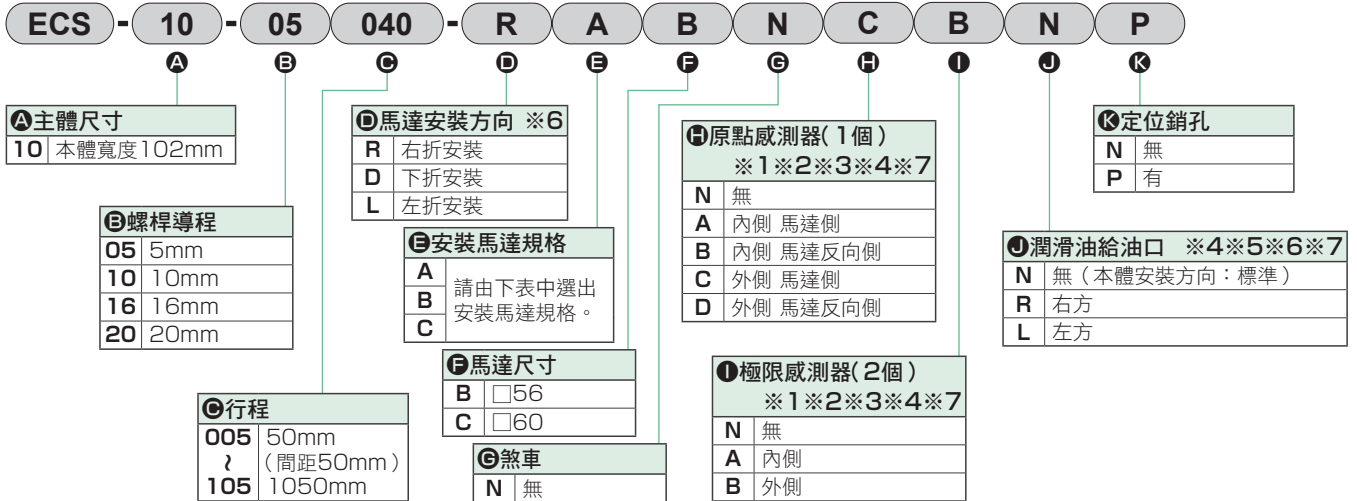 ECS - 10 - 05 040 - R A B N C B N P
A B C D E F G H I J K
A主體尺寸
10 本體寬度102mm
B螺桿導程
05 5mm
10 10mm
16 16mm
20 20mm
C行程
005 50mm
~ (間距50mm)
105 1050mm
D馬達安裝方向 ※6
R 右折安裝
D 下折安裝
L 左折安裝
E安裝馬達規格
A
B
C
請由下表中選出
安裝馬達規格。
F馬達尺寸
B □56
C □60
G煞車
N 無
H原點感測器(1個)
※1※2※3※4※7
N 無
A 內側 馬達側
B 內側 馬達反向側
C 外側 馬達側
D 外側 馬達反向側
I極限感測器(2個)
※1※2※3※4※7
N 無
A 內側
B 外側
J潤滑油給油口 ※4※5※6※7
N 無(本體安裝方向：標準)
R 右方
L 左方
K定位銷孔
N 無
P 有